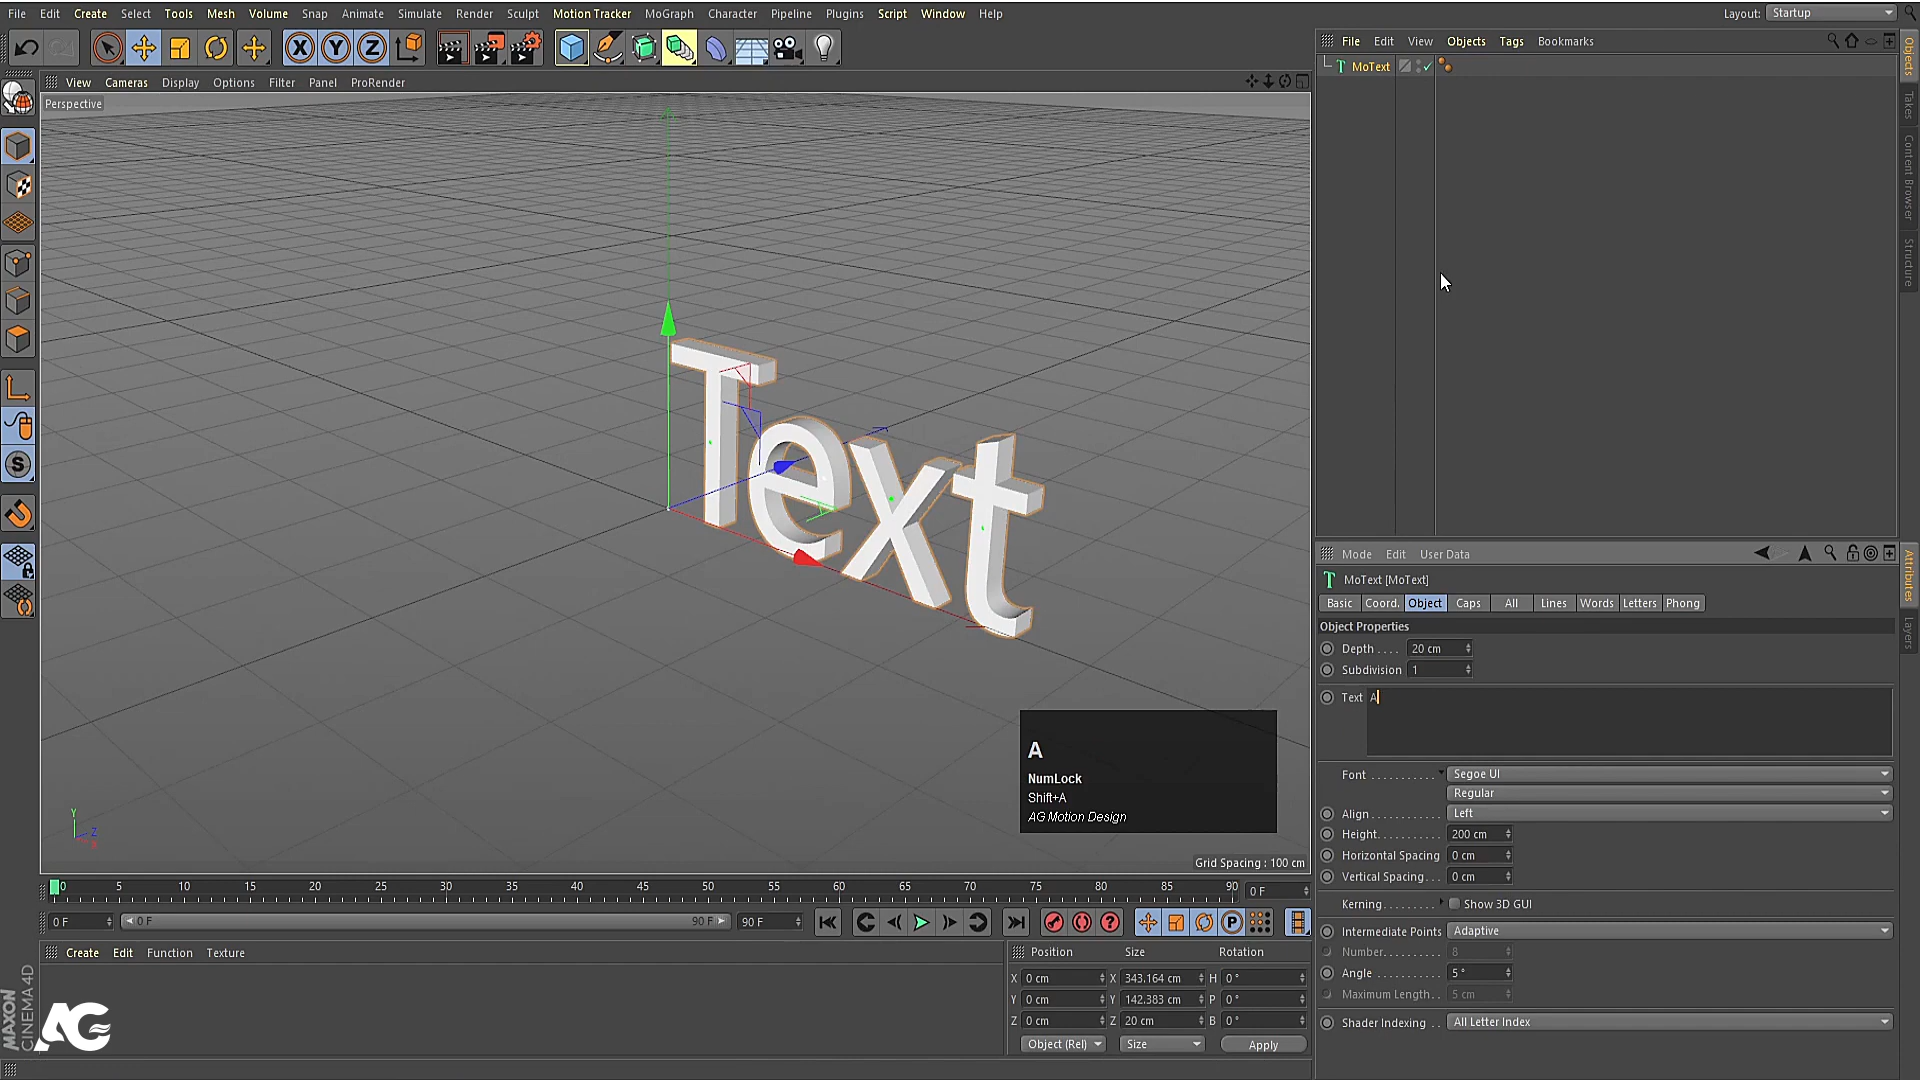 File Edit Create Select Tools Mesh Volume Snap Animate Simulate Render Sculpt Motion Tracker MoGraph Character Pipeline Plugins Script Window Help Layout: Startup
X Y Z
File Edit View Objects Tags Bookmarks
MoText
View Cameras Display Options Filter Panel ProRender
Perspective
Text
Objects
Takes
Content Browser
Structure
Mode Edit User Data
MoText [MoText]
Basic Coord. Object Caps All Lines Words Letters Phong
Object Properties
Depth . . . . 20 cm
Subdivision 1
Text A
Font . . . . . . . . . . . Segoe UI
Regular
Align . . . . . . . . . . . . Left
Height. . . . . . . . . . . 200 cm
Horizontal Spacing 0 cm
Vertical Spacing. . . 0 cm
Kerning. . . . . . . . . Show 3D GUI
Intermediate Points Adaptive
Number. . . . . . . . . . 8
Angle . . . . . . . . . . . 5 °
Maximum Length. . 5 cm
Shader Indexing . . All Letter Index
Attributes
Layers
A
NumLock
Shift+A
AG Motion Design
Y
Z
X
Grid Spacing : 100 cm
0 5 10 15 20 25 30 35 40 45 50 55 60 65 70 75 80 85 90 0 F
0 F 0 F 90 F 90 F
Create Edit Function Texture
Position Size Rotation
X 0 cm X 343.164 cm H 0 °
Y 0 cm Y 142.383 cm P 0 °
Z 0 cm Z 20 cm B 0 °
Object (Rel) Size Apply
MAXON
CINEMA 4D
AG